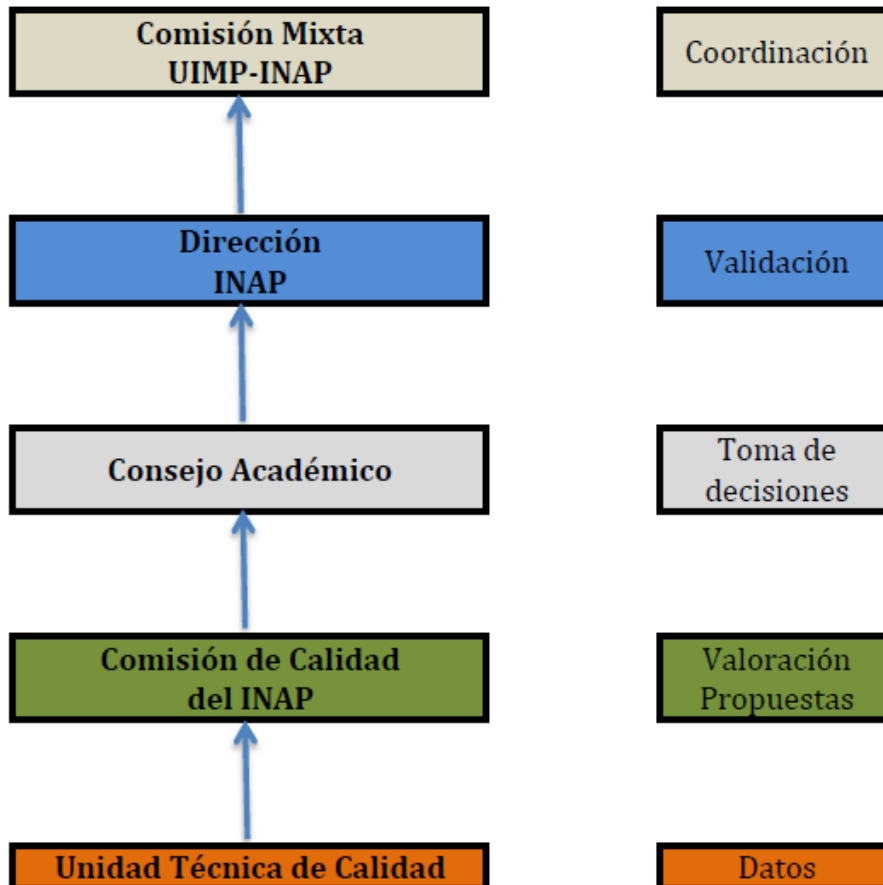 Comisión Mixta
UIMP-INAP
Coordinación
Dirección
INAP
Validación
Consejo Académico
Toma de
decisiones
Comisión de Calidad
del INAP
Valoración
Propuestas
Unidad Técnica de Calidad
Datos